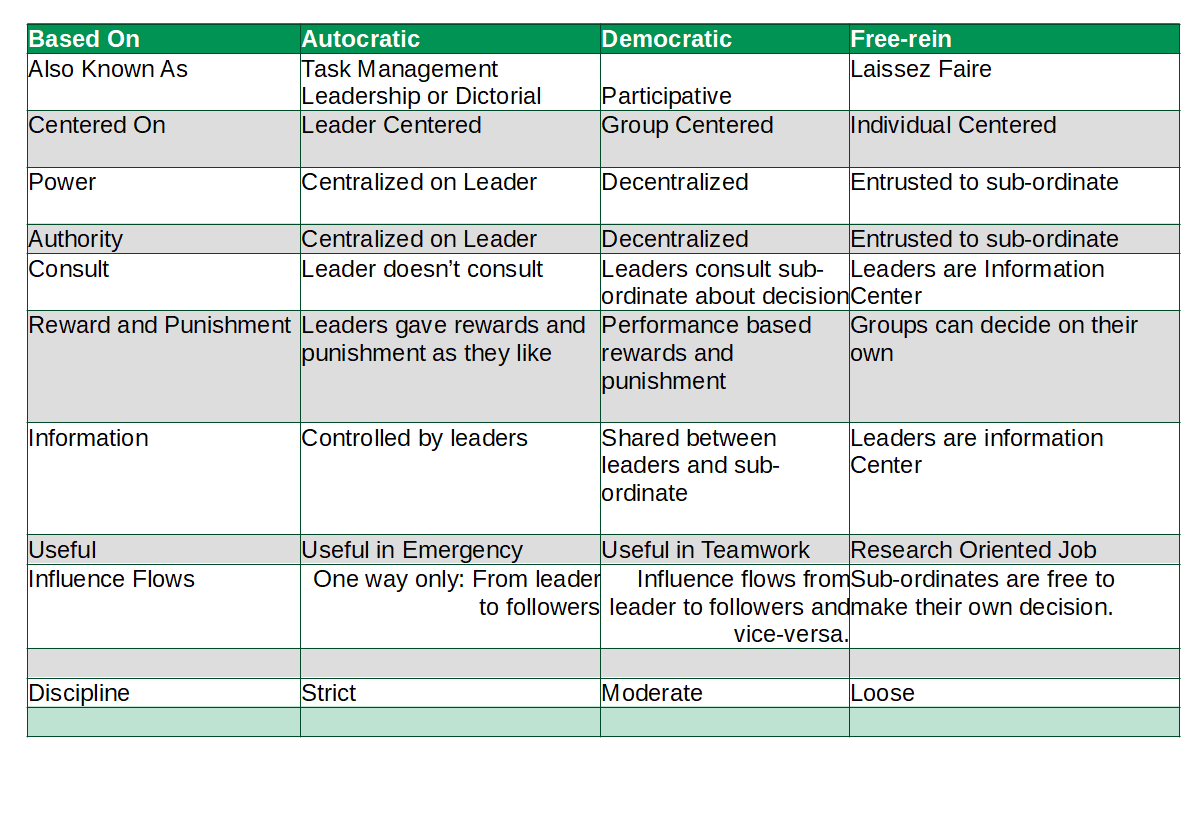 Based On Autocratic Democratic Free-rein
Also Known As Task Management Leadership or Dictorial Participative Laissez Faire
Centered On Leader Centered Group Centered Individual Centered
Power Centralized on Leader Decentralized Entrusted to sub-ordinate
Authority Centralized on Leader Decentralized Entrusted to sub-ordinate
Consult Leader doesn’t consult Leaders consult sub-ordinate about decision Leaders are Information Center
Reward and Punishment Leaders gave rewards and punishment as they like Performance based rewards and punishment Groups can decide on their own
Information Controlled by leaders Shared between leaders and sub-ordinate Leaders are information Center
Useful Useful in Emergency Useful in Teamwork Research Oriented Job
Influence Flows One way only: From leader to followers Influence flows from leader to followers and vice-versa. Sub-ordinates are free to make their own decision.
Discipline Strict Moderate Loose